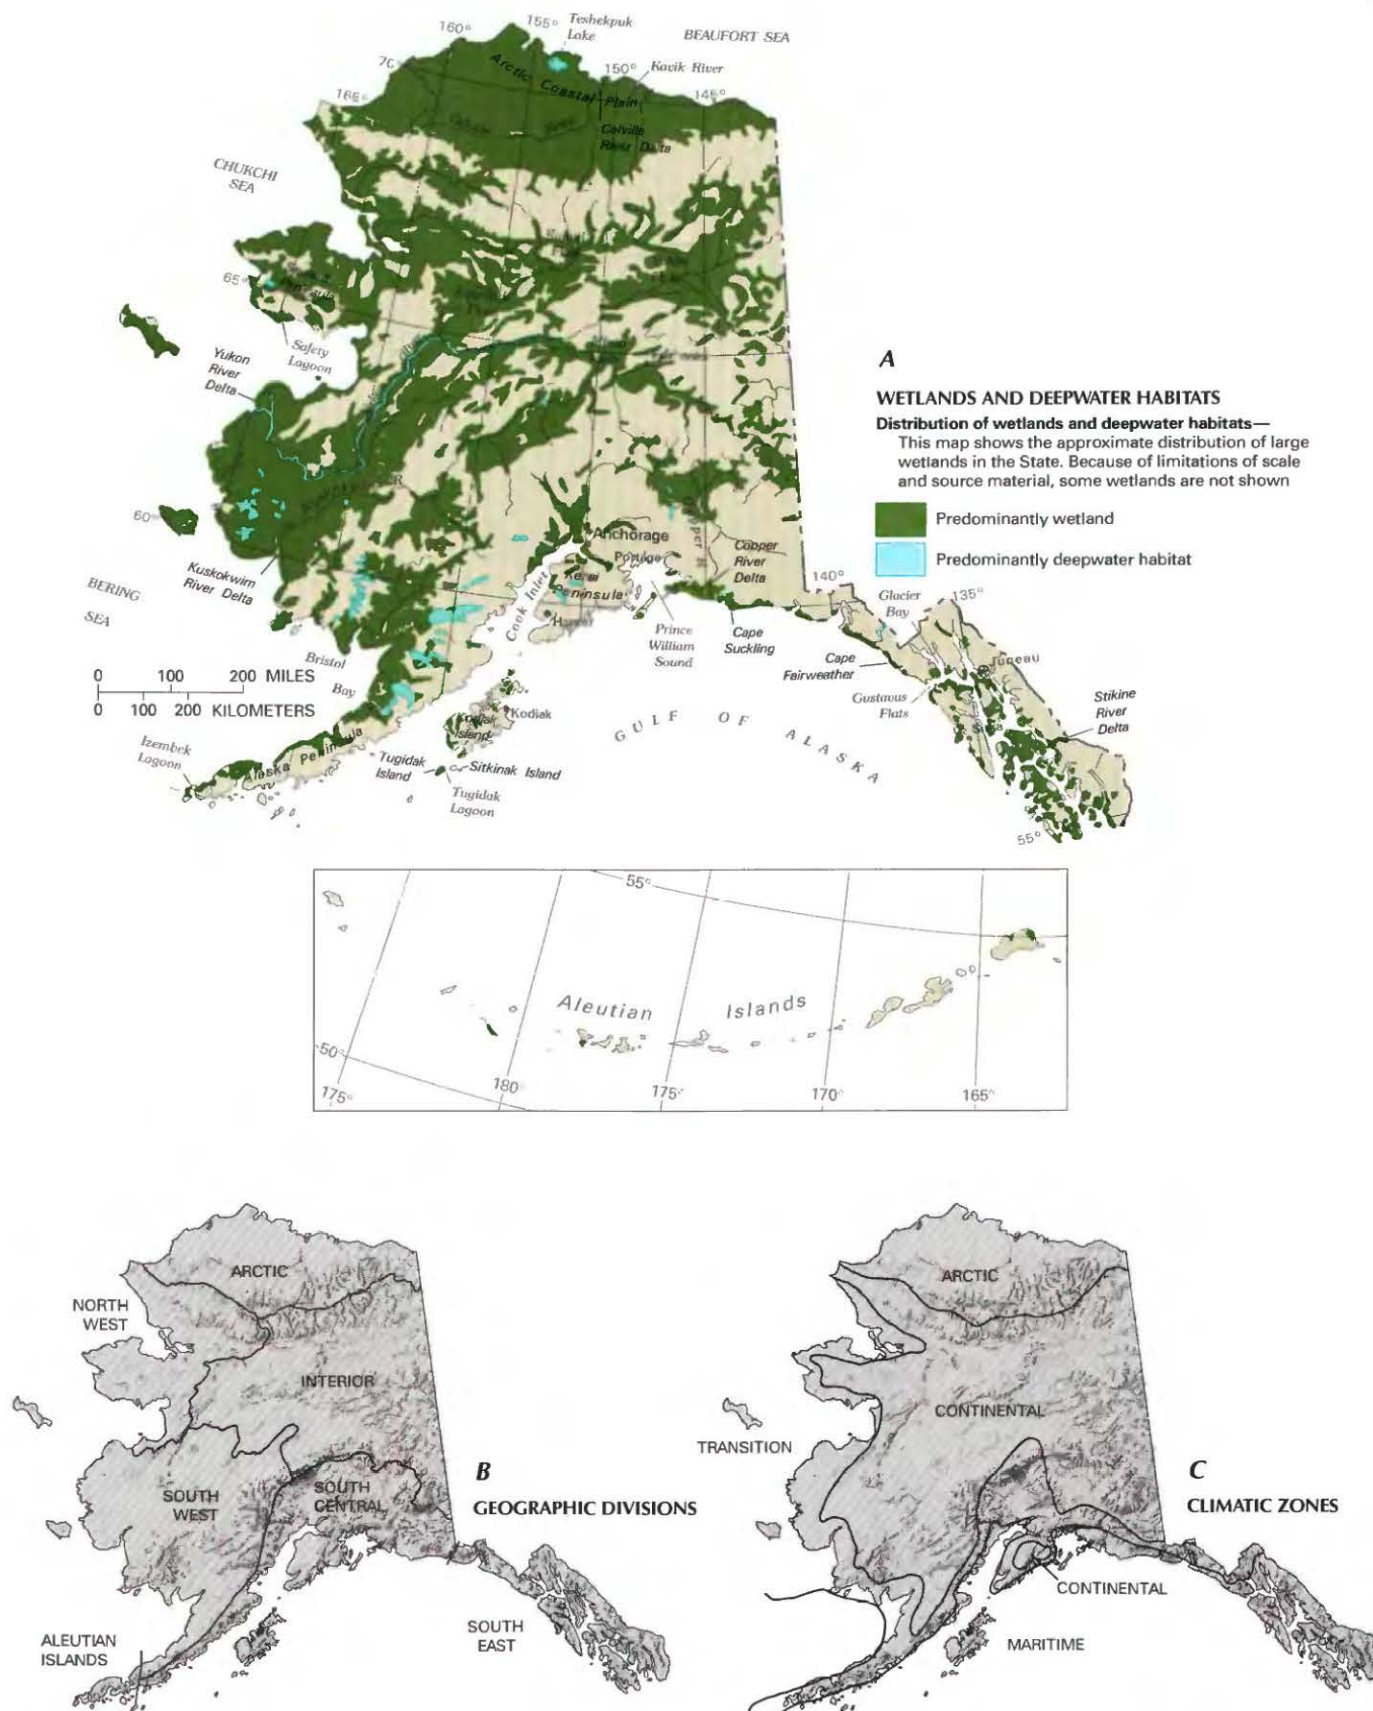 160°
155°
Teshekpuk
Lake
BEAUFORT SEA
70°
150°
Kavik River
Arctic Coastal Plain
165°
145°
Colville
River Delta
CHUKCHI
SEA
65°
Safety
Lagoon
Yukon
River
Delta
A
WETLANDS AND DEEPWATER HABITATS
Distribution of wetlands and deepwater habitats—
This map shows the approximate distribution of large
wetlands in the State. Because of limitations of scale
and source material, some wetlands are not shown
Predominantly wetland
Predominantly deepwater habitat
60°
Anchorage
Portage
Copper R
Copper
River
Delta
Kuskokwim
River Delta
BERING
SEA
Kenai
Peninsula
Homer
Cook Inlet
Prince
William
Sound
Cape
Suckling
140°
Glacier
Bay
135°
Cape
Fairweather
Juneau
Gustavus
Flats
Stikine
River
Delta
Bristol
Bay
0 100 200 MILES
0 100 200 KILOMETERS
Kodiak
Island
Kodiak
GULF OF ALASKA
Izembek
Lagoon
Alaska Peninsula
Tugidak
Island
Sitkinak Island
Tugidak
Lagoon
55°
55°
Aleutian Islands
50°
175°
180°
175°
170°
165°
ARCTIC
NORTH
WEST
INTERIOR
SOUTH
WEST
SOUTH
CENTRAL
B
GEOGRAPHIC DIVISIONS
ALEUTIAN
ISLANDS
SOUTH
EAST
ARCTIC
CONTINENTAL
TRANSITION
C
CLIMATIC ZONES
CONTINENTAL
MARITIME